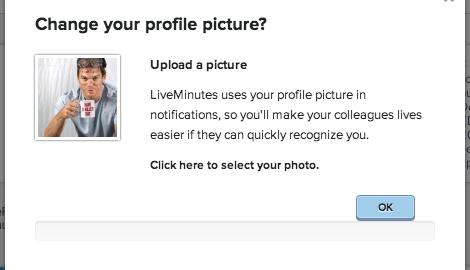 Change your profile picture?
Upload a picture
LiveMinutes uses your profile picture in
notifications, so you'll make your colleagues lives
easier if they can quickly recognize you.
Click here to select your photo.
OK